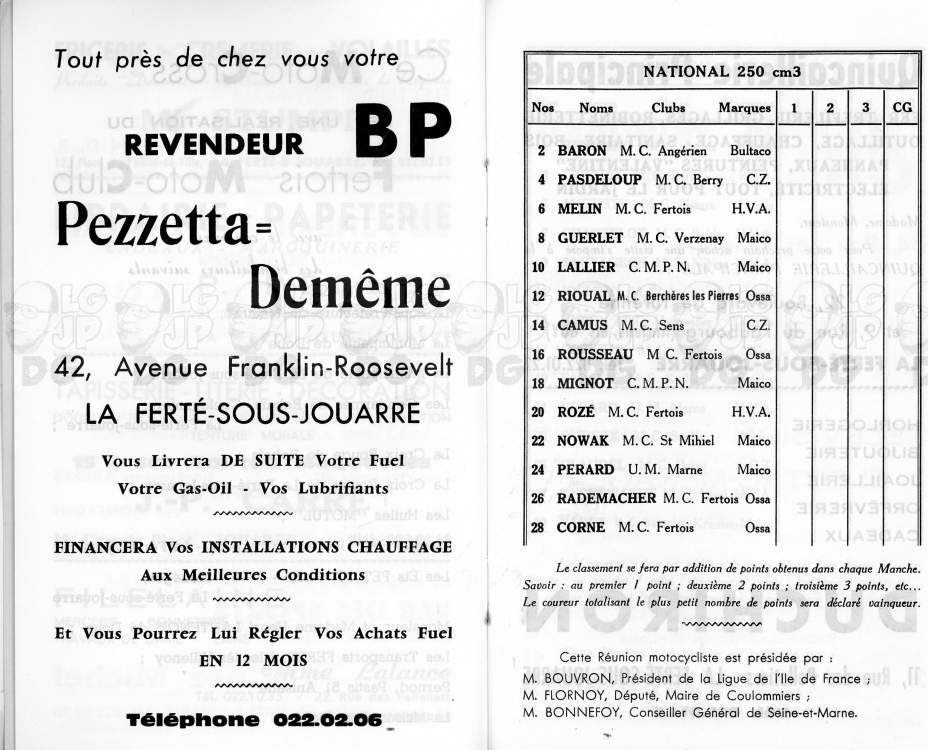 Tout près de chez vous votre
REVENDEUR BP
Pezzetta=
Demême
42, Avenue Franklin-Roosevelt
LA FERTÉ-SOUS-JOUARRE
Vous Livrera DE SUITE Votre Fuel
Votre Gas-Oil - Vos Lubrifiants
FINANCERA Vos INSTALLATIONS CHAUFFAGE
Aux Meilleures Conditions
Et Vous Pourrez Lui Régler Vos Achats Fuel
EN 12 MOIS
Téléphone 022.02.06
NATIONAL 250 cm3
Nos Noms Clubs Marques 1 2 3 CG
2 BARON M.C. Angérien Bultaco
4 PASDELOUP M.C. Berry C.Z.
6 MELIN M.C. Fertois H.V.A.
8 GUERLET M.C. Verzenay Maico
10 LALLIER C.M.P.N. Maico
12 RIOUAL M.C. Berchères les Pierres Ossa
14 CAMUS M.C. Sens C.Z.
16 ROUSSEAU M C. Fertois Ossa
18 MIGNOT C.M.P.N. Maico
20 ROZÉ M.C. Fertois H.V.A.
22 NOWAK M.C. St Mihiel Maico
24 PERARD U.M. Marne Maico
26 RADEMACHER M.C. Fertois Ossa
28 CORNE M.C. Fertois Ossa
Le classement se fera par addition de points obtenus dans chaque Manche.
Savoir : au premier 1 point ; deuxième 2 points ; troisième 3 points, etc...
Le coureur totalisant le plus petit nombre de points sera déclaré vainqueur.
Cette Réunion motocycliste est présidée par :
M. BOUVRON, Président de la Ligue de l'Ile de France ;
M. FLORNOY, Député, Maire de Coulommiers ;
M. BONNEFOY, Conseiller Général de Seine-et-Marne.